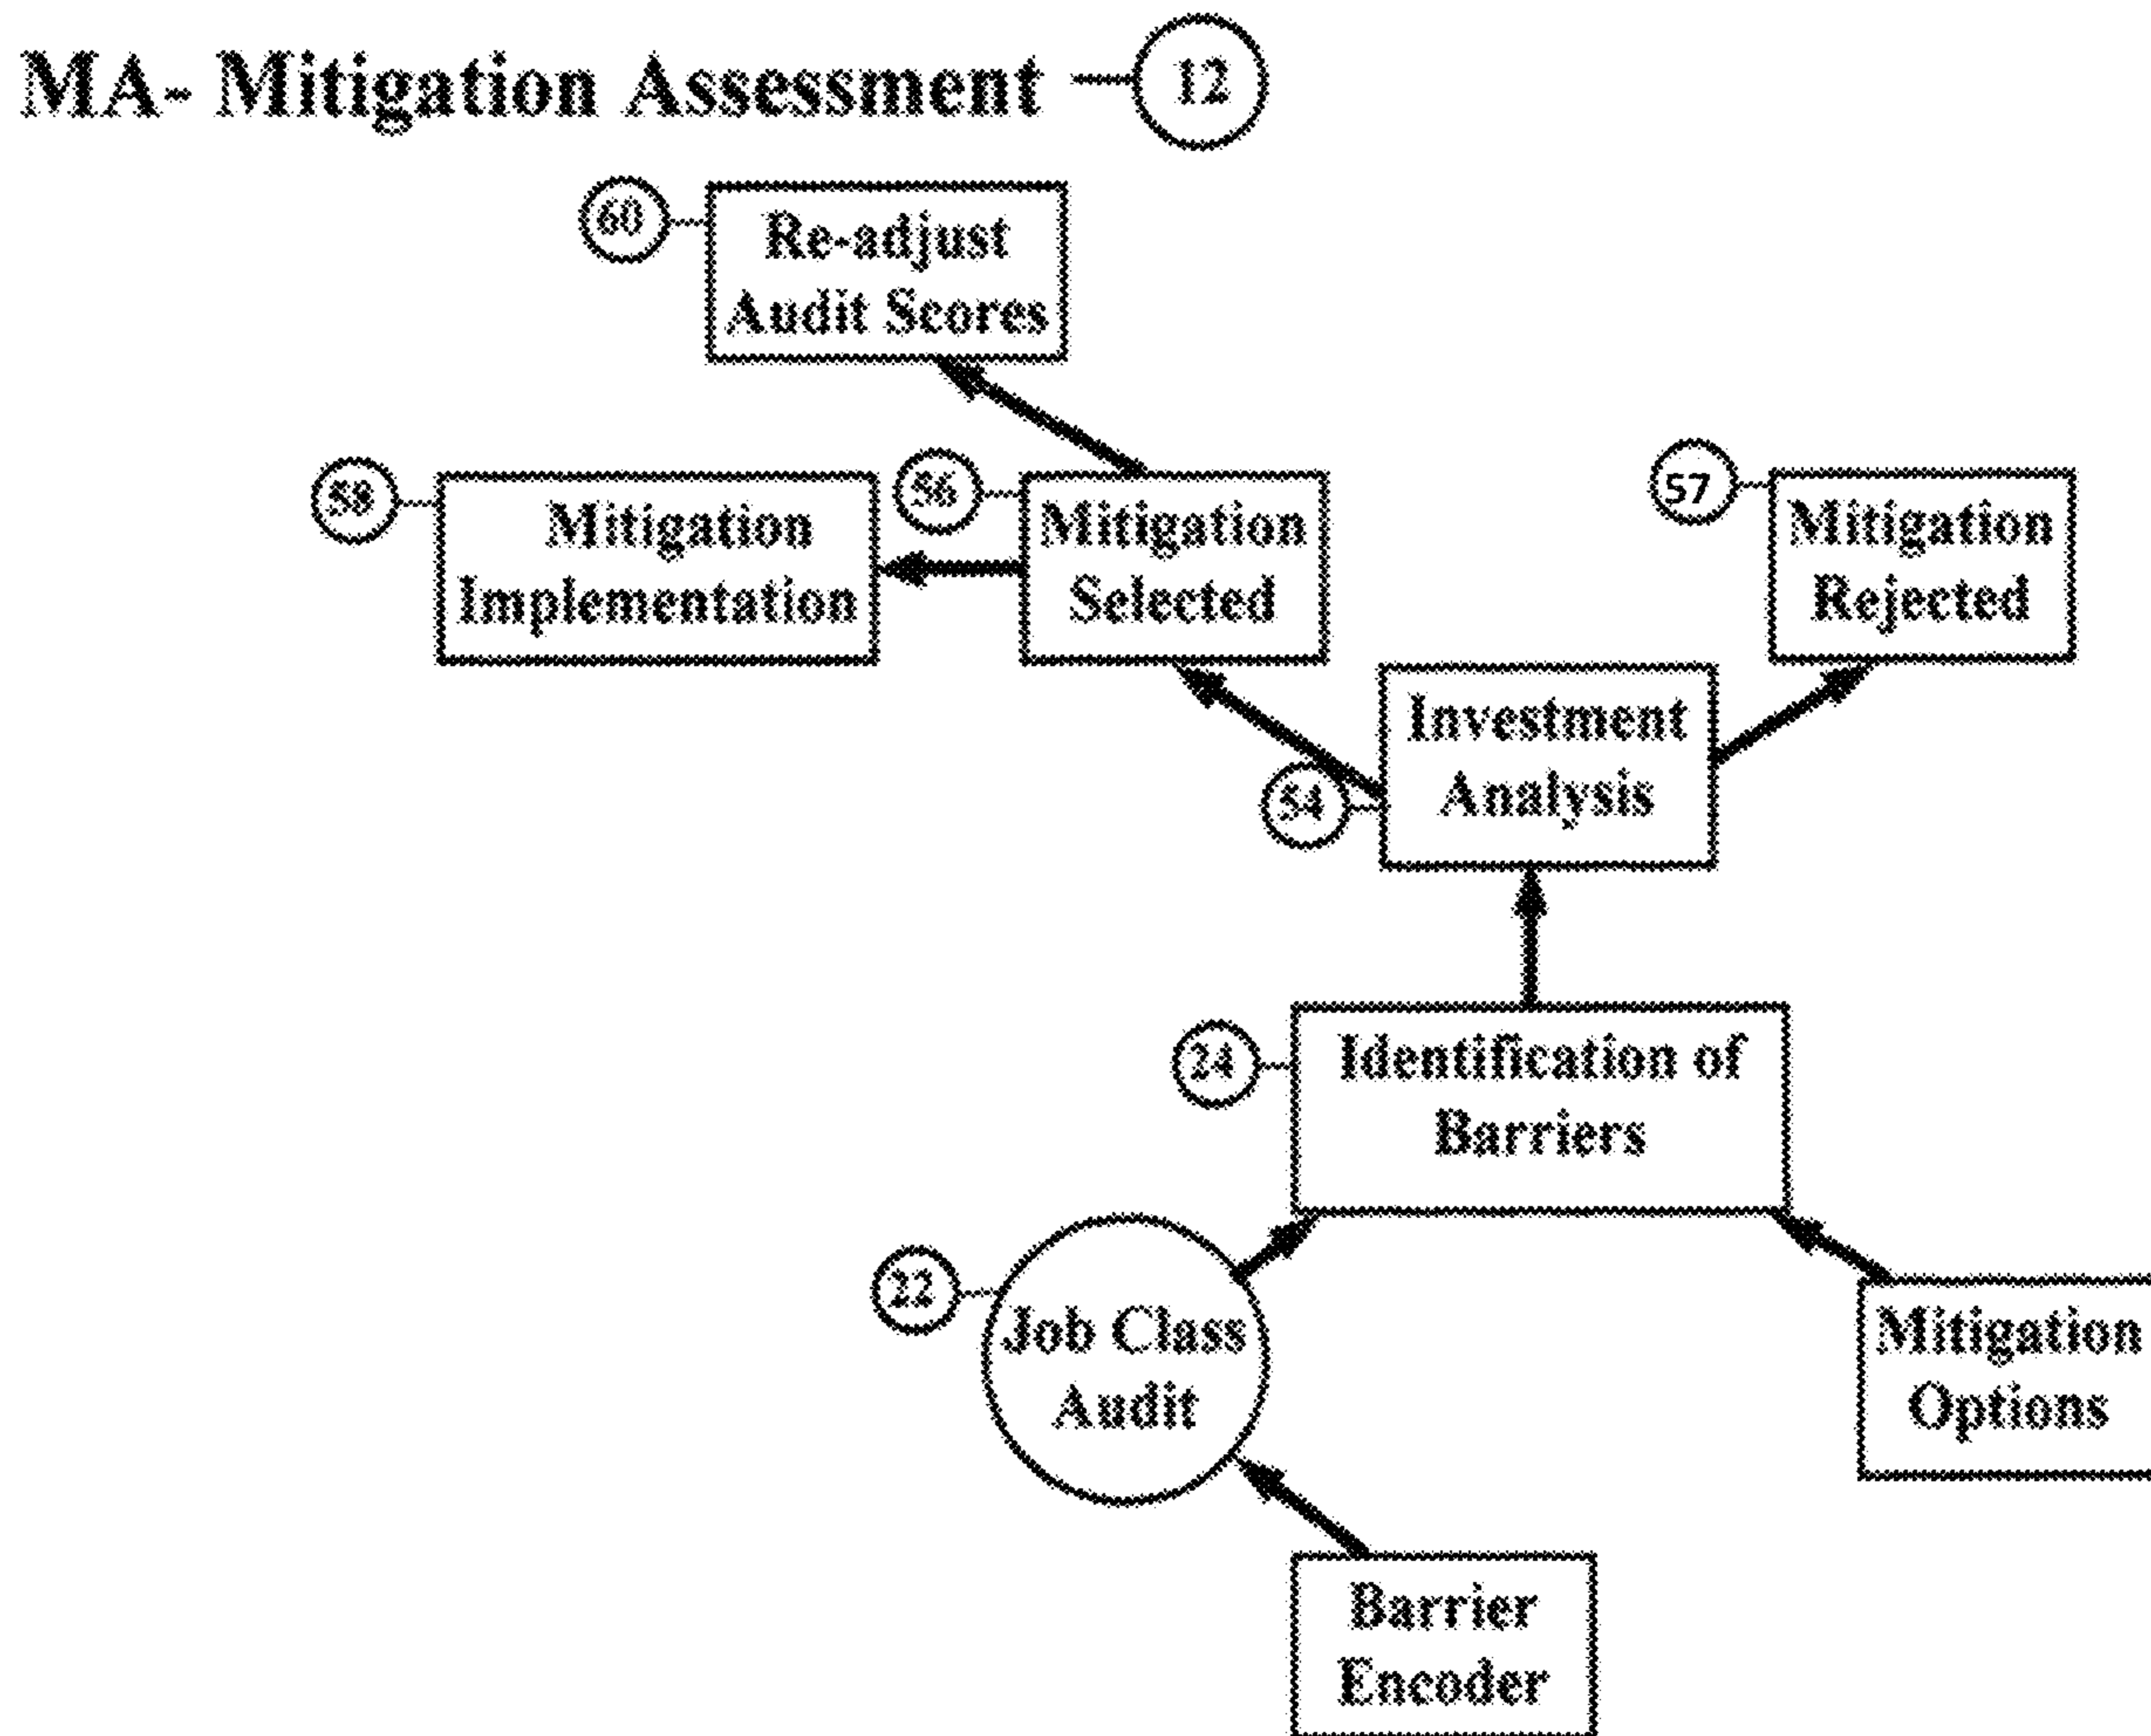 MA- Mitigation Assessment
12
60
Re-adjust
Audit Scores
58
Mitigation
Implementation
56
Mitigation
Selected
57
Mitigation
Rejected
Investment
Analysis
54
24
Identification of
Barriers
22
Job Class
Audit
Mitigation
Options
Barrier
Encoder